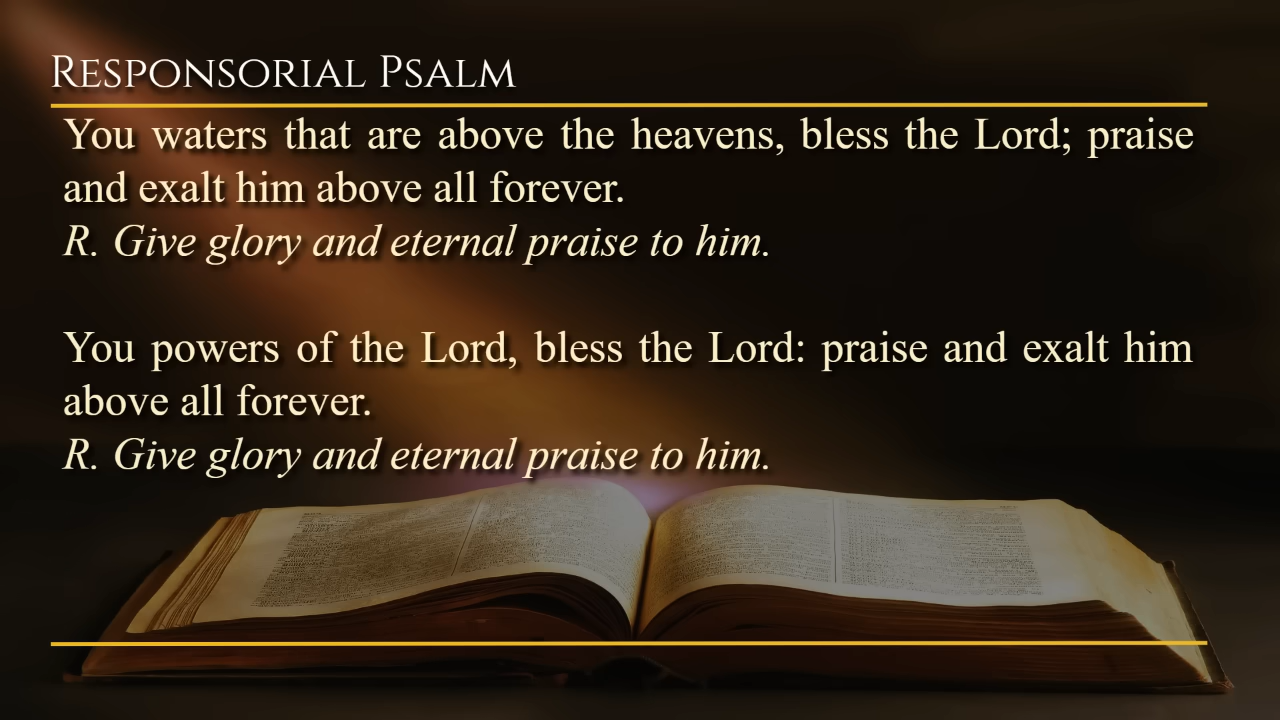 Responsorial Psalm
You waters that are above the heavens, bless the Lord; praise
and exalt him above all forever.
R. Give glory and eternal praise to him.
You powers of the Lord, bless the Lord: praise and exalt him
above all forever.
R. Give glory and eternal praise to him.